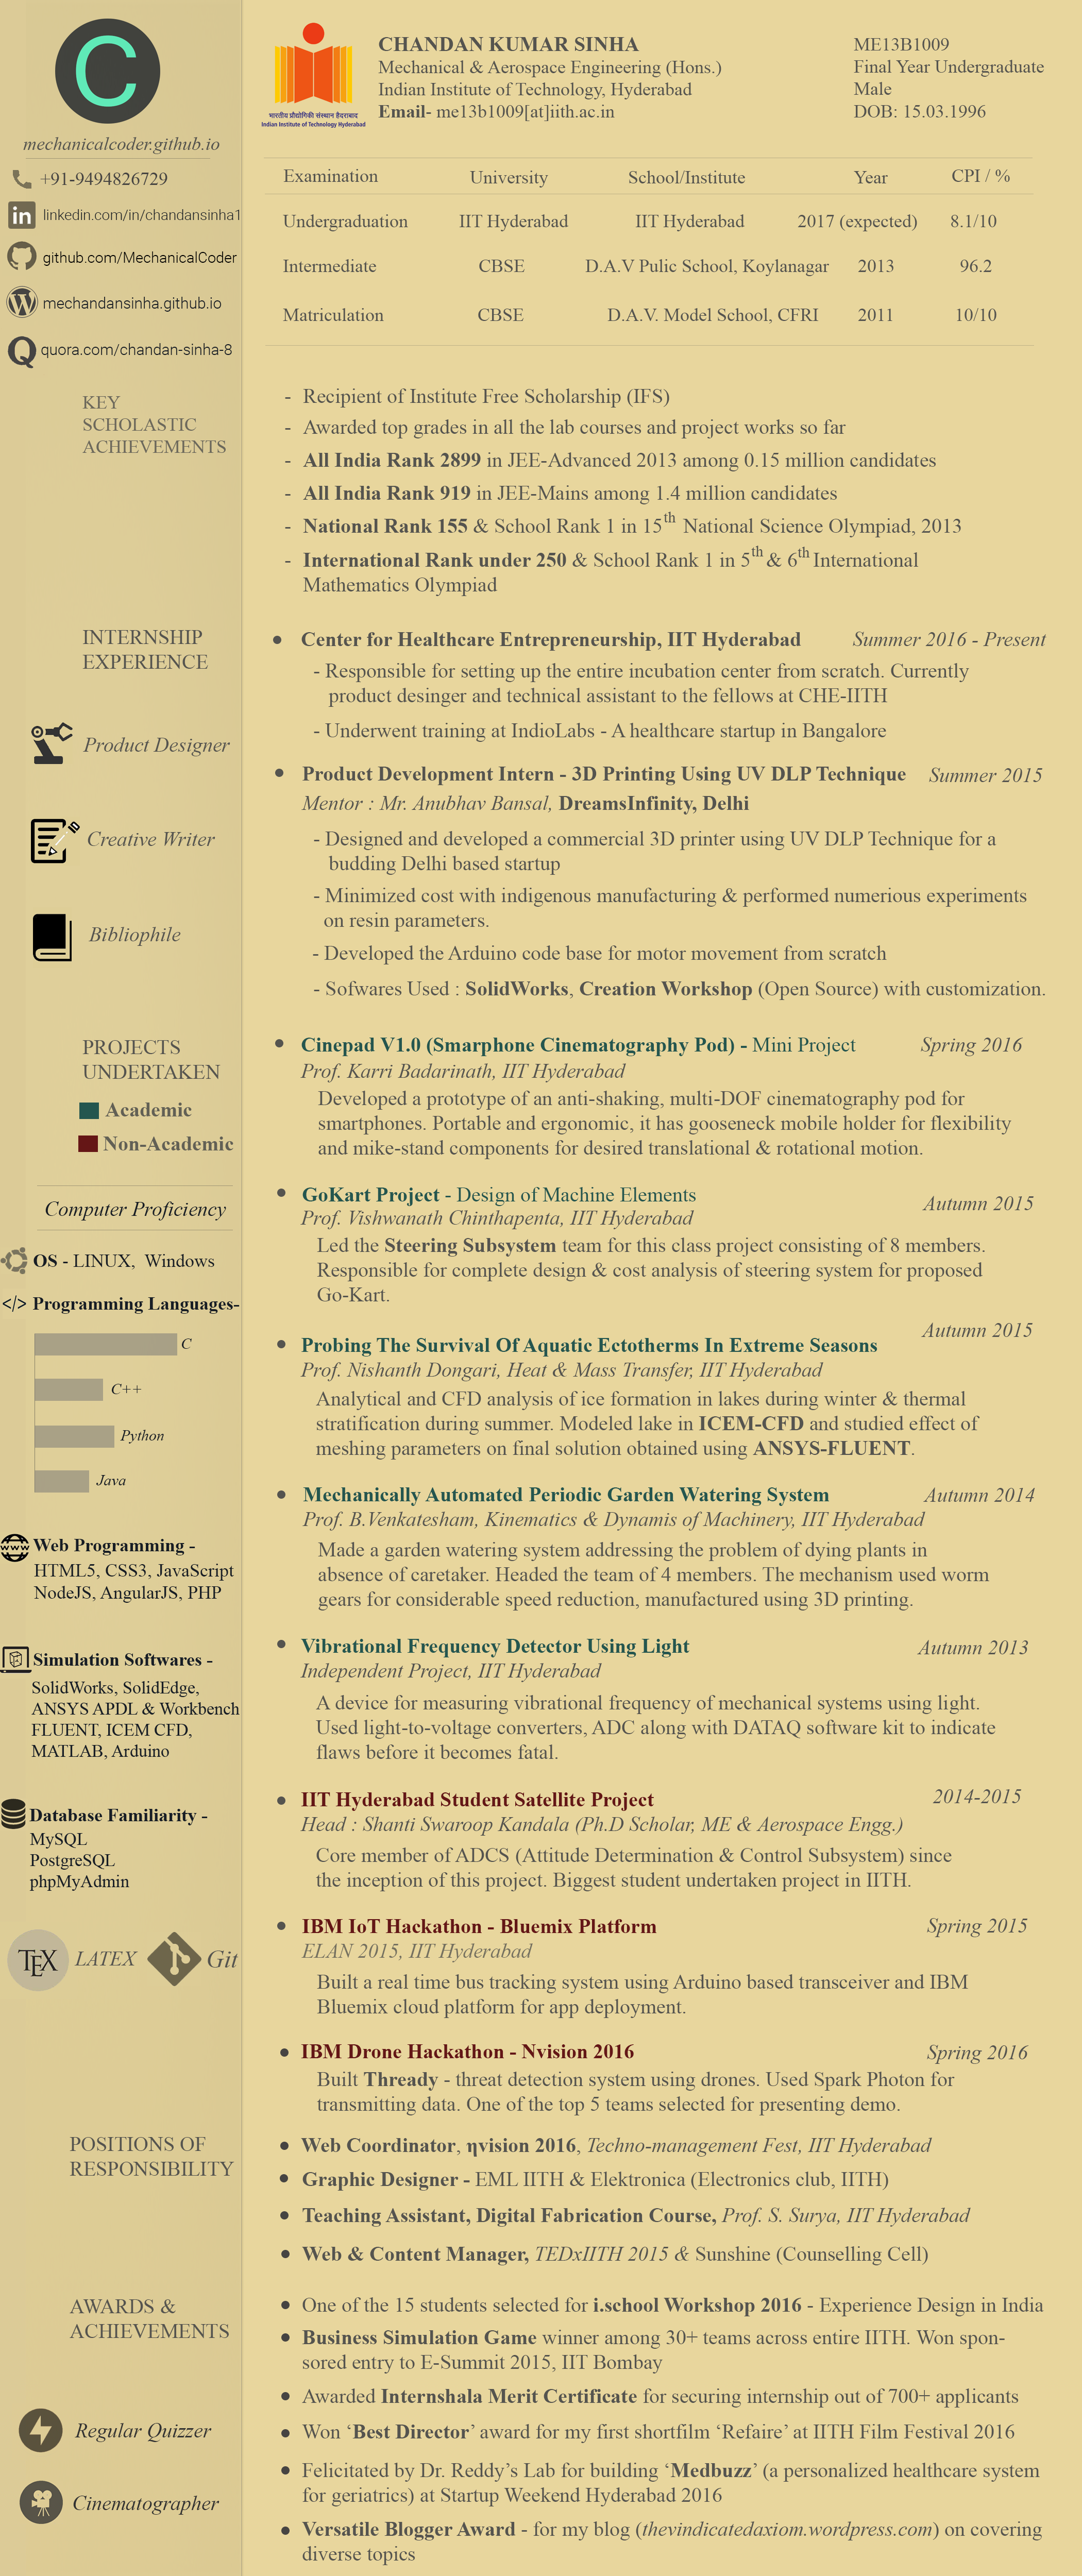 C
mechanicalcoder.github.io
+91-9494826729
in linkedin.com/in/chandansinha1
github.com/MechanicalCoder
mechandansinha.github.io
quora.com/chandan-sinha-8
भारतीय प्रौद्योगिकी संस्थान हैदराबाद
Indian Institute of Technology Hyderabad
CHANDAN KUMAR SINHA
Mechanical & Aerospace Engineering (Hons.)
Indian Institute of Technology, Hyderabad
Email- me13b1009[at]iith.ac.in
ME13B1009
Final Year Undergraduate
Male
DOB: 15.03.1996
Examination University School/Institute Year CPI / %
Undergraduation IIT Hyderabad IIT Hyderabad 2017 (expected) 8.1/10
Intermediate CBSE D.A.V Pulic School, Koylanagar 2013 96.2
Matriculation CBSE D.A.V. Model School, CFRI 2011 10/10
KEY
SCHOLASTIC
ACHIEVEMENTS
- Recipient of Institute Free Scholarship (IFS)
- Awarded top grades in all the lab courses and project works so far
- All India Rank 2899 in JEE-Advanced 2013 among 0.15 million candidates
- All India Rank 919 in JEE-Mains among 1.4 million candidates
- National Rank 155 & School Rank 1 in 15th National Science Olympiad, 2013
- International Rank under 250 & School Rank 1 in 5th & 6th International
Mathematics Olympiad
INTERNSHIP
EXPERIENCE
Product Designer
Creative Writer
Bibliophile
• Center for Healthcare Entrepreneurship, IIT Hyderabad Summer 2016 - Present
- Responsible for setting up the entire incubation center from scratch. Currently
product desinger and technical assistant to the fellows at CHE-IITH
- Underwent training at IndioLabs - A healthcare startup in Bangalore
• Product Development Intern - 3D Printing Using UV DLP Technique Summer 2015
Mentor : Mr. Anubhav Bansal, DreamsInfinity, Delhi
- Designed and developed a commercial 3D printer using UV DLP Technique for a
budding Delhi based startup
- Minimized cost with indigenous manufacturing & performed numerious experiments
on resin parameters.
- Developed the Arduino code base for motor movement from scratch
- Sofwares Used : SolidWorks, Creation Workshop (Open Source) with customization.
PROJECTS
UNDERTAKEN
Academic
Non-Academic
Computer Proficiency
OS - LINUX, Windows
</> Programming Languages-
C
C++
Python
Java
Web Programming -
HTML5, CSS3, JavaScript
NodeJS, AngularJS, PHP
Simulation Softwares -
SolidWorks, SolidEdge,
ANSYS APDL & Workbench
FLUENT, ICEM CFD,
MATLAB, Arduino
Database Familiarity -
MySQL
PostgreSQL
phpMyAdmin
TEX LATEX Git
• Cinepad V1.0 (Smarphone Cinematography Pod) - Mini Project Spring 2016
Prof. Karri Badarinath, IIT Hyderabad
Developed a prototype of an anti-shaking, multi-DOF cinematography pod for
smartphones. Portable and ergonomic, it has gooseneck mobile holder for flexibility
and mike-stand components for desired translational & rotational motion.
• GoKart Project - Design of Machine Elements Autumn 2015
Prof. Vishwanath Chinthapenta, IIT Hyderabad
Led the Steering Subsystem team for this class project consisting of 8 members.
Responsible for complete design & cost analysis of steering system for proposed
Go-Kart.
• Probing The Survival Of Aquatic Ectotherms In Extreme Seasons Autumn 2015
Prof. Nishanth Dongari, Heat & Mass Transfer, IIT Hyderabad
Analytical and CFD analysis of ice formation in lakes during winter & thermal
stratification during summer. Modeled lake in ICEM-CFD and studied effect of
meshing parameters on final solution obtained using ANSYS-FLUENT.
• Mechanically Automated Periodic Garden Watering System Autumn 2014
Prof. B.Venkatesham, Kinematics & Dynamis of Machinery, IIT Hyderabad
Made a garden watering system addressing the problem of dying plants in
absence of caretaker. Headed the team of 4 members. The mechanism used worm
gears for considerable speed reduction, manufactured using 3D printing.
• Vibrational Frequency Detector Using Light Autumn 2013
Independent Project, IIT Hyderabad
A device for measuring vibrational frequency of mechanical systems using light.
Used light-to-voltage converters, ADC along with DATAQ software kit to indicate
flaws before it becomes fatal.
• IIT Hyderabad Student Satellite Project 2014-2015
Head : Shanti Swaroop Kandala (Ph.D Scholar, ME & Aerospace Engg.)
Core member of ADCS (Attitude Determination & Control Subsystem) since
the inception of this project. Biggest student undertaken project in IITH.
• IBM IoT Hackathon - Bluemix Platform Spring 2015
ELAN 2015, IIT Hyderabad
Built a real time bus tracking system using Arduino based transceiver and IBM
Bluemix cloud platform for app deployment.
• IBM Drone Hackathon - Nvision 2016 Spring 2016
Built Thready - threat detection system using drones. Used Spark Photon for
transmitting data. One of the top 5 teams selected for presenting demo.
POSITIONS OF
RESPONSIBILITY
• Web Coordinator, ηvision 2016, Techno-management Fest, IIT Hyderabad
• Graphic Designer - EML IITH & Elektronica (Electronics club, IITH)
• Teaching Assistant, Digital Fabrication Course, Prof. S. Surya, IIT Hyderabad
• Web & Content Manager, TEDxIITH 2015 & Sunshine (Counselling Cell)
AWARDS &
ACHIEVEMENTS
Regular Quizzer
Cinematographer
• One of the 15 students selected for i.school Workshop 2016 - Experience Design in India
• Business Simulation Game winner among 30+ teams across entire IITH. Won spon-
sored entry to E-Summit 2015, IIT Bombay
• Awarded Internshala Merit Certificate for securing internship out of 700+ applicants
• Won ‘Best Director’ award for my first shortfilm ‘Refaire’ at IITH Film Festival 2016
• Felicitated by Dr. Reddy’s Lab for building ‘Medbuzz’ (a personalized healthcare system
for geriatrics) at Startup Weekend Hyderabad 2016
• Versatile Blogger Award - for my blog (thevindicatedaxiom.wordpress.com) on covering
diverse topics